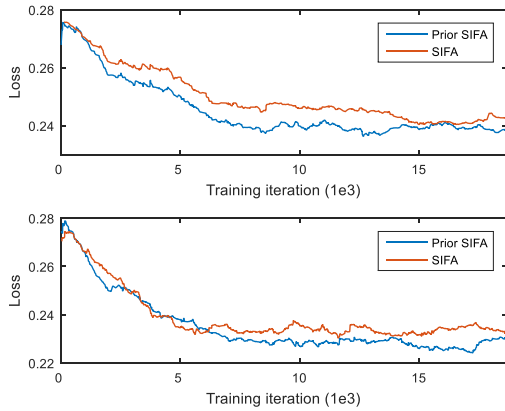 0.28
0.26
0.24
Loss
0 5 10 15
Training iteration (1e3)
Prior SIFA
SIFA
0.28
0.26
0.24
0.22
Loss
0 5 10 15
Training iteration (1e3)
Prior SIFA
SIFA